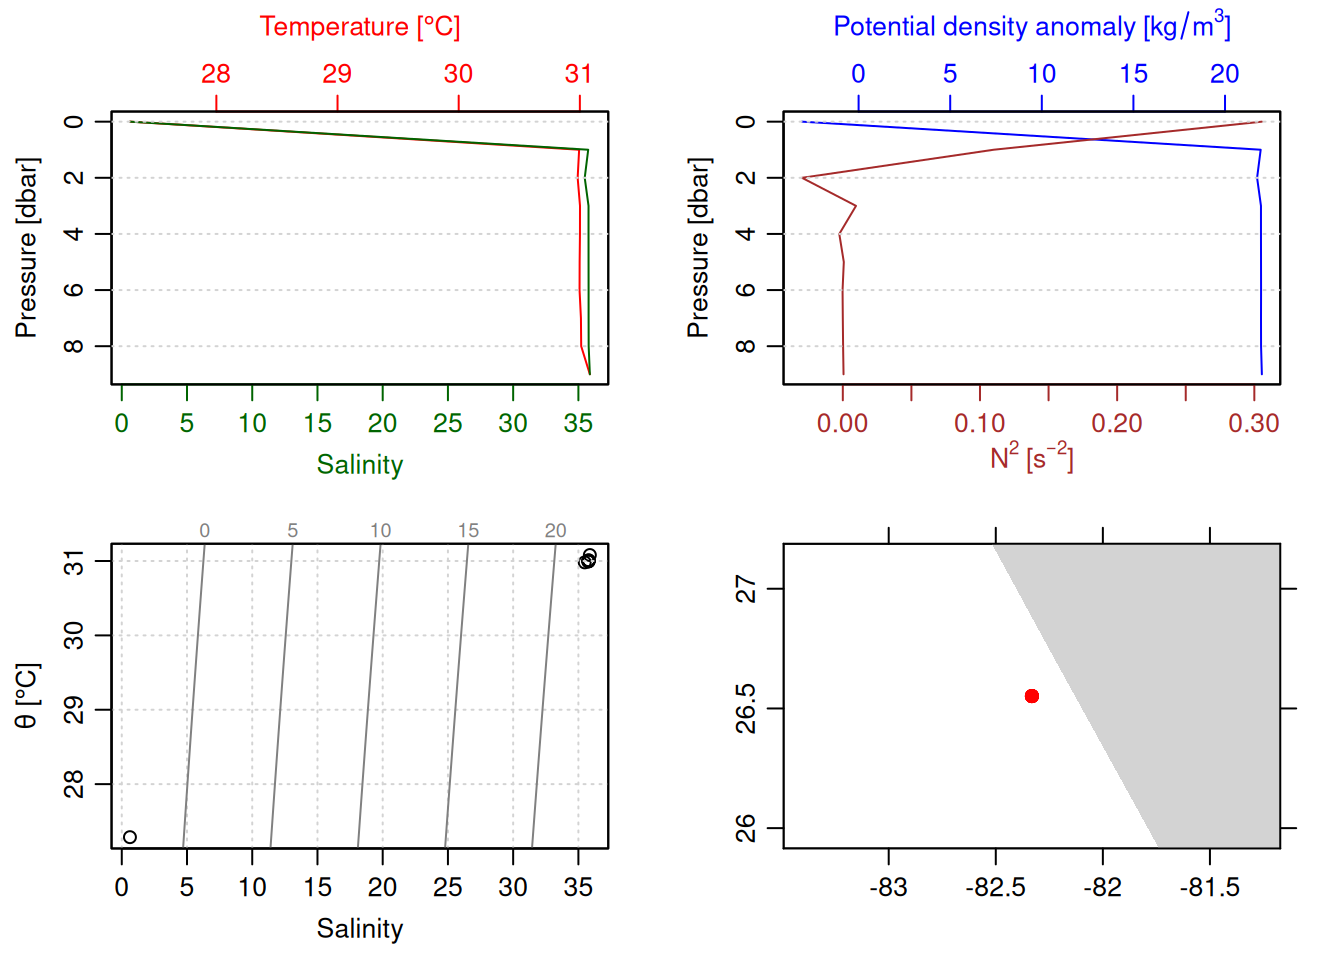 Temperature [°C]
28 29 30 31
Pressure [dbar]
0
2
4
6
8
0 5 10 15 20 25 30 35
Salinity
Potential density anomaly [kg/m³]
0 5 10 15 20
Pressure [dbar]
0
2
4
6
8
0.00 0.10 0.20 0.30
N² [s⁻²]
0 5 10 15 20
θ [°C]
31
30
29
28
0 5 10 15 20 25 30 35
Salinity
27
26.5
26
-83 -82.5 -82 -81.5